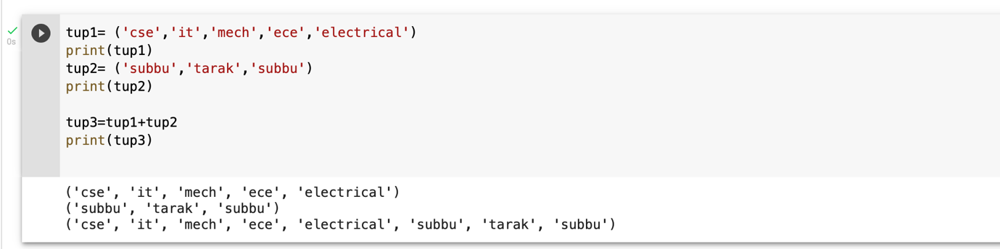 tup1= ('cse','it','mech','ece','electrical')
print(tup1)
tup2= ('subbu','tarak','subbu')
print(tup2)
tup3=tup1+tup2
print(tup3)
0s
('cse', 'it', 'mech', 'ece', 'electrical')
('subbu', 'tarak', 'subbu')
('cse', 'it', 'mech', 'ece', 'electrical', 'subbu', 'tarak', 'subbu')